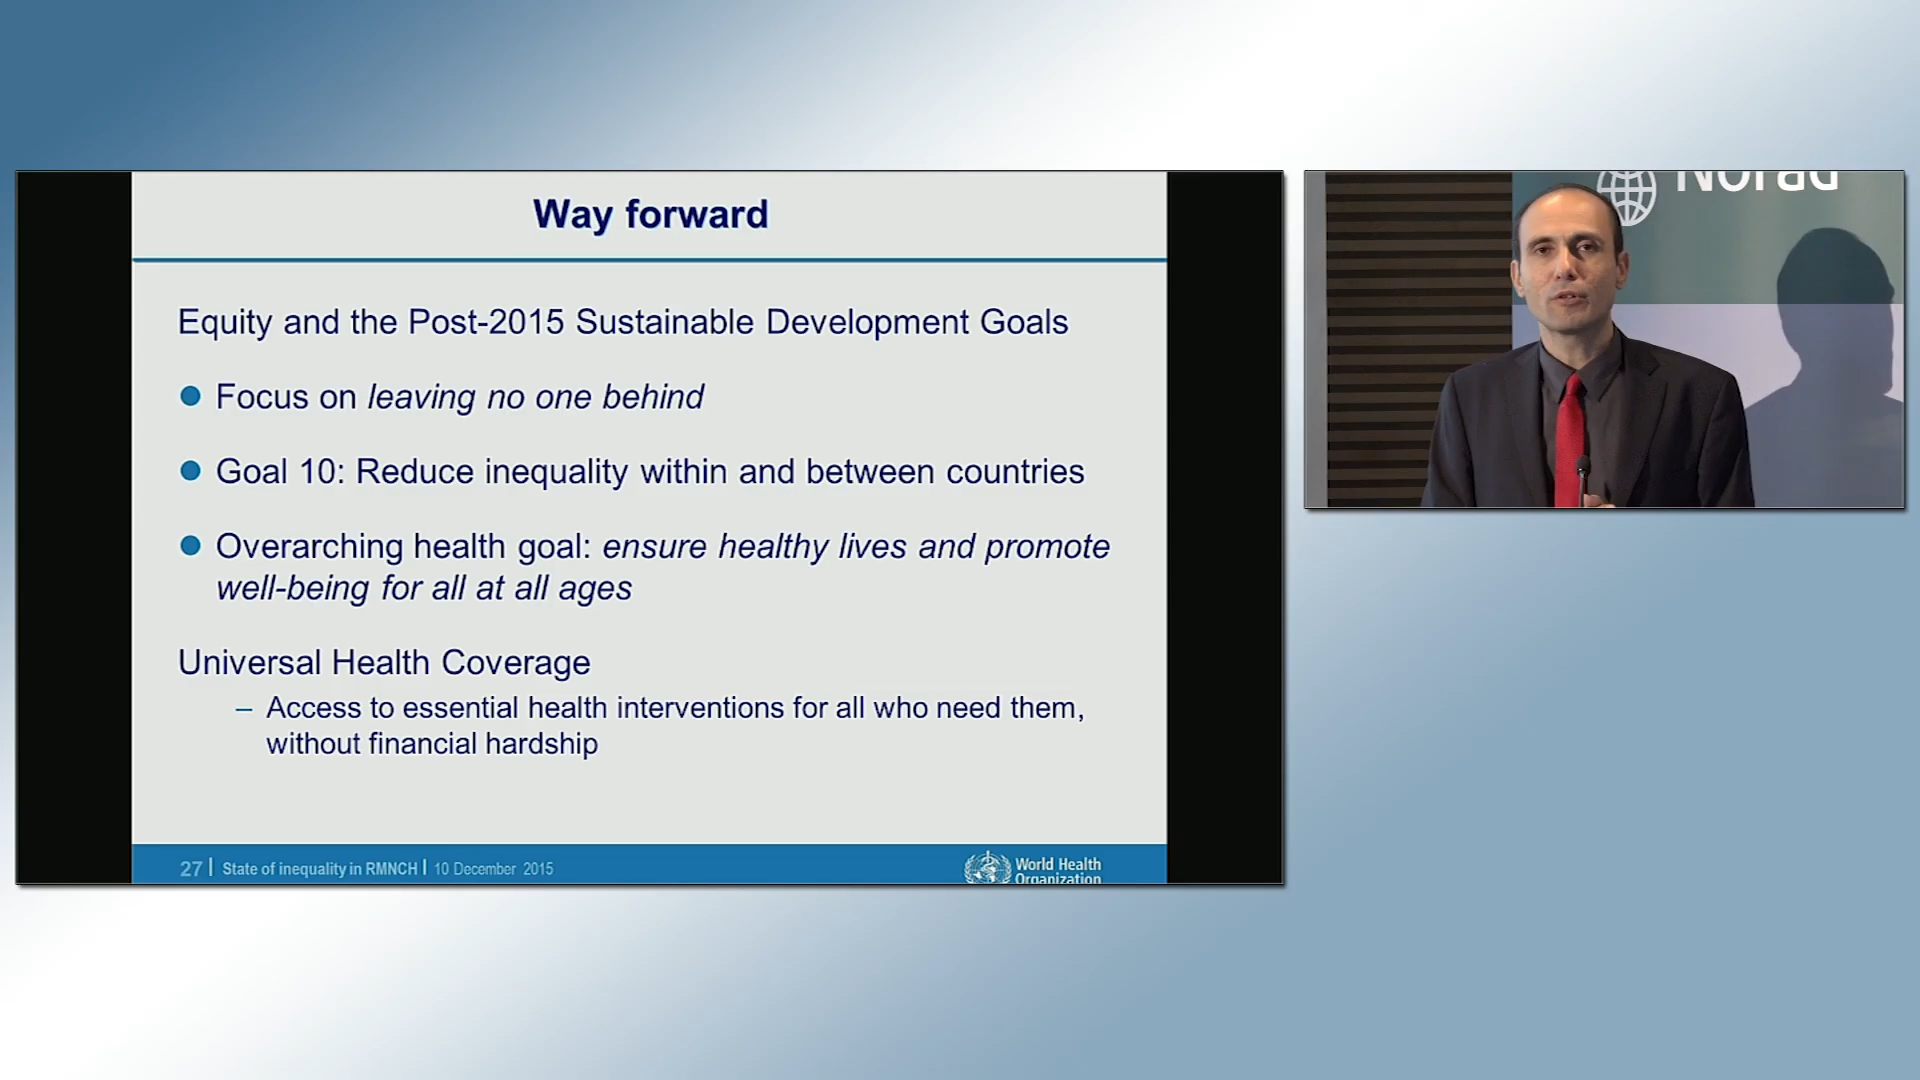 Way forward
Equity and the Post-2015 Sustainable Development Goals
Focus on leaving no one behind
Goal 10: Reduce inequality within and between countries
Overarching health goal: ensure healthy lives and promote
well-being for all at all ages
Universal Health Coverage
– Access to essential health interventions for all who need them,
without financial hardship
27 | State of inequality in RMNCH | 10 December 2015
World Health
Organization
Norad